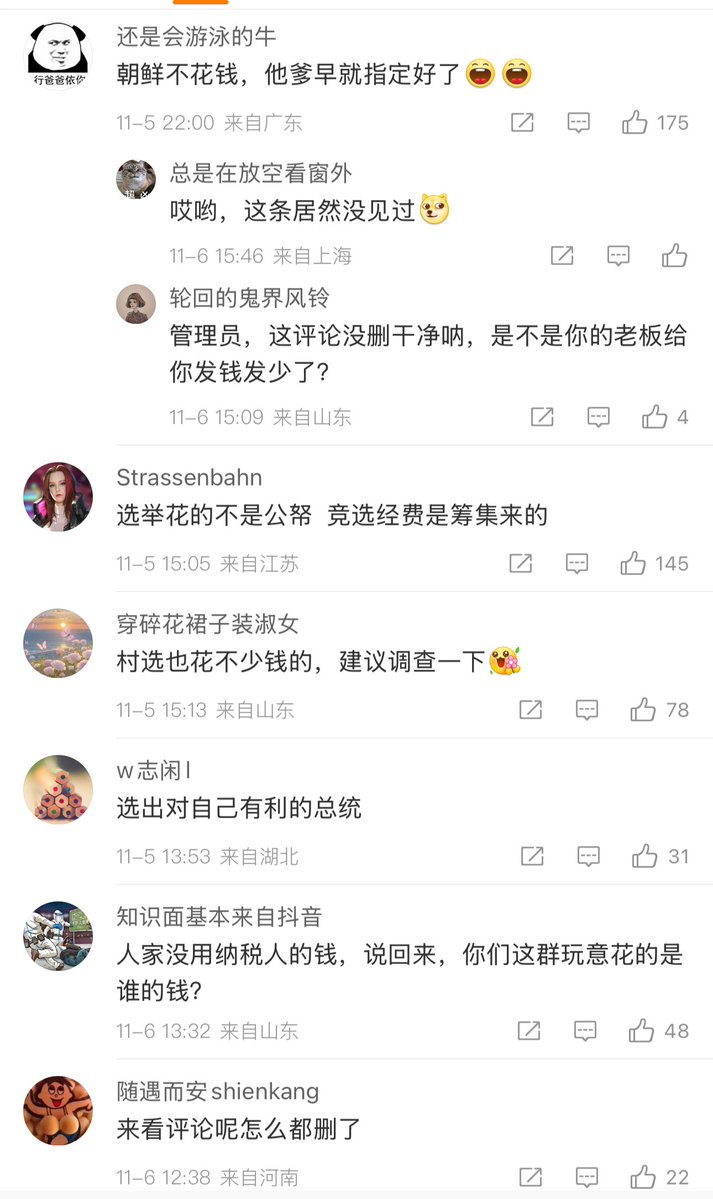 行爸爸依你
还是会游泳的牛
朝鲜不花钱，他爹早就指定好了
11-5 22:00 来自广东
175
总是在放空看窗外
哎哟，这条居然没见过
11-6 15:46 来自上海
轮回的鬼界风铃
管理员，这评论没删干净呐，是不是你的老板给
你发钱发少了？
11-6 15:09 来自山东
4
Strassenbahn
选举花的不是公帑 竞选经费是筹集来的
11-5 15:05 来自江苏
145
穿碎花裙子装淑女
村选也花不少钱的，建议调查一下
11-5 15:13 来自山东
78
w志闲l
选出对自己有利的总统
11-5 13:53 来自湖北
31
知识面基本来自抖音
人家没用纳税人的钱，说回来，你们这群玩意花的是
谁的钱？
11-6 13:32 来自山东
48
随遇而安shienkang
来看评论呢怎么都删了
11-6 12:38 来自河南
22